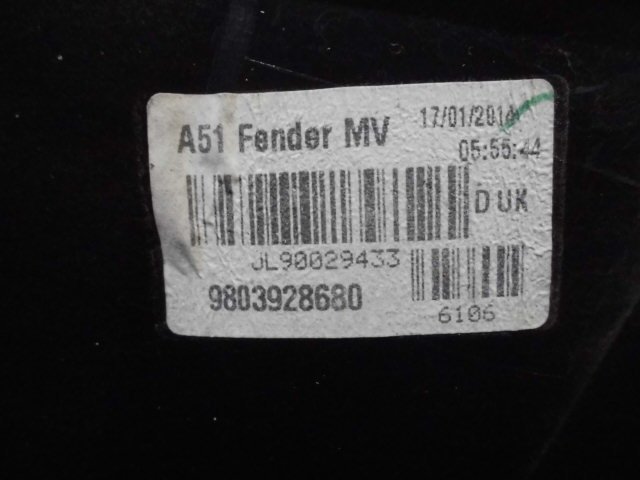 A51 Fender MV
17/01/2014
05:55:44
D UK
JL90029433
9803928680
6106